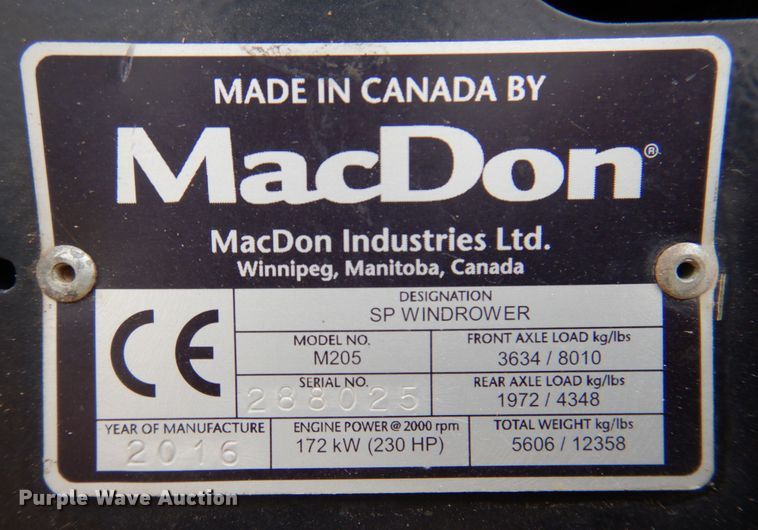 MADE IN CANADA BY
MacDon®
MacDon Industries Ltd.
Winnipeg, Manitoba, Canada
CE
DESIGNATION
SP WINDROWER
MODEL NO.
M205
FRONT AXLE LOAD kg/lbs
3634 / 8010
SERIAL NO.
288025
REAR AXLE LOAD kg/lbs
1972 / 4348
YEAR OF MANUFACTURE
2016
ENGINE POWER @ 2000 rpm
172 kW (230 HP)
TOTAL WEIGHT kg/lbs
5606 / 12358
Purple Wave Auction